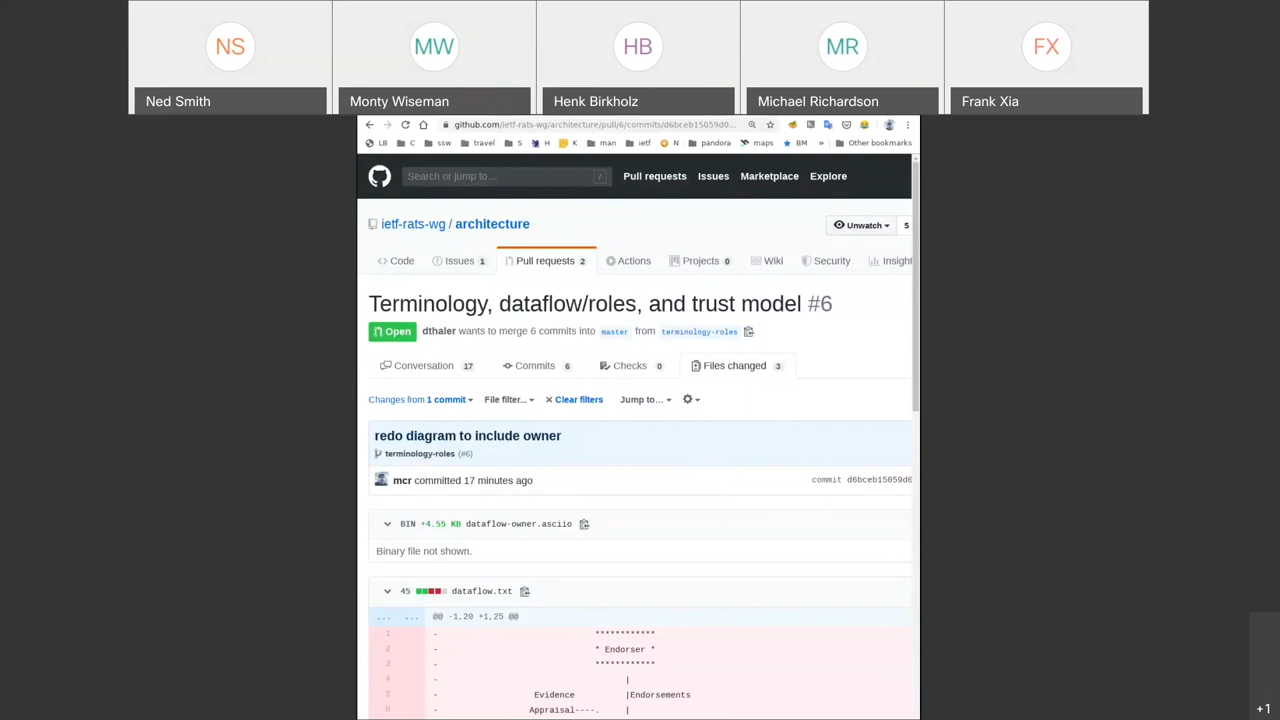 NS MW HB MR FX
Ned Smith Monty Wiseman Henk Birkholz Michael Richardson Frank Xia
github.com/ietf-rats-wg/architecture/pull/6/commits/d6bceb15059d0...
LB C ssw travel S H K man ietf N pandora maps BM » Other bookmarks
Search or jump to... / Pull requests Issues Marketplace Explore
ietf-rats-wg / architecture Unwatch 5
Code Issues 1 Pull requests 2 Actions Projects 0 Wiki Security Insigh
Terminology, dataflow/roles, and trust model #6
Open dthaler wants to merge 6 commits into master from terminology-roles
Conversation 17 Commits 6 Checks 0 Files changed 3
Changes from 1 commit File filter... Clear filters Jump to...
redo diagram to include owner
terminology-roles (#6)
mcr committed 17 minutes ago commit d6bceb15059d0
BIN +4.55 KB dataflow-owner.asciio
Binary file not shown.
45 dataflow.txt
... ... @@ -1,20 +1,25 @@
1 - ************
2 - * Endorser *
3 - ************
4 - |
5 - Evidence |Endorsements
6 - Appraisal----. |
+1